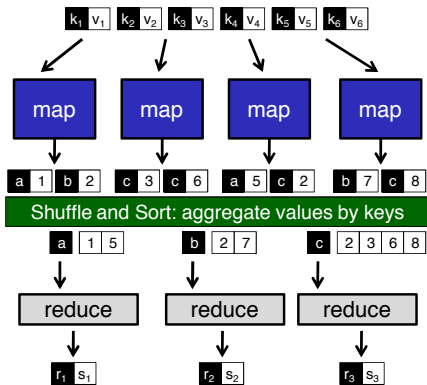 k₁ v₁ k₂ v₂ k₃ v₃ k₄ v₄ k₅ v₅ k₆ v₆
map map map map
a 1 b 2 c 3 c 6 a 5 c 2 b 7 c 8
Shuffle and Sort: aggregate values by keys
a 1 5 b 2 7 c 2 3 6 8
reduce reduce reduce
r₁ s₁ r₂ s₂ r₃ s₃